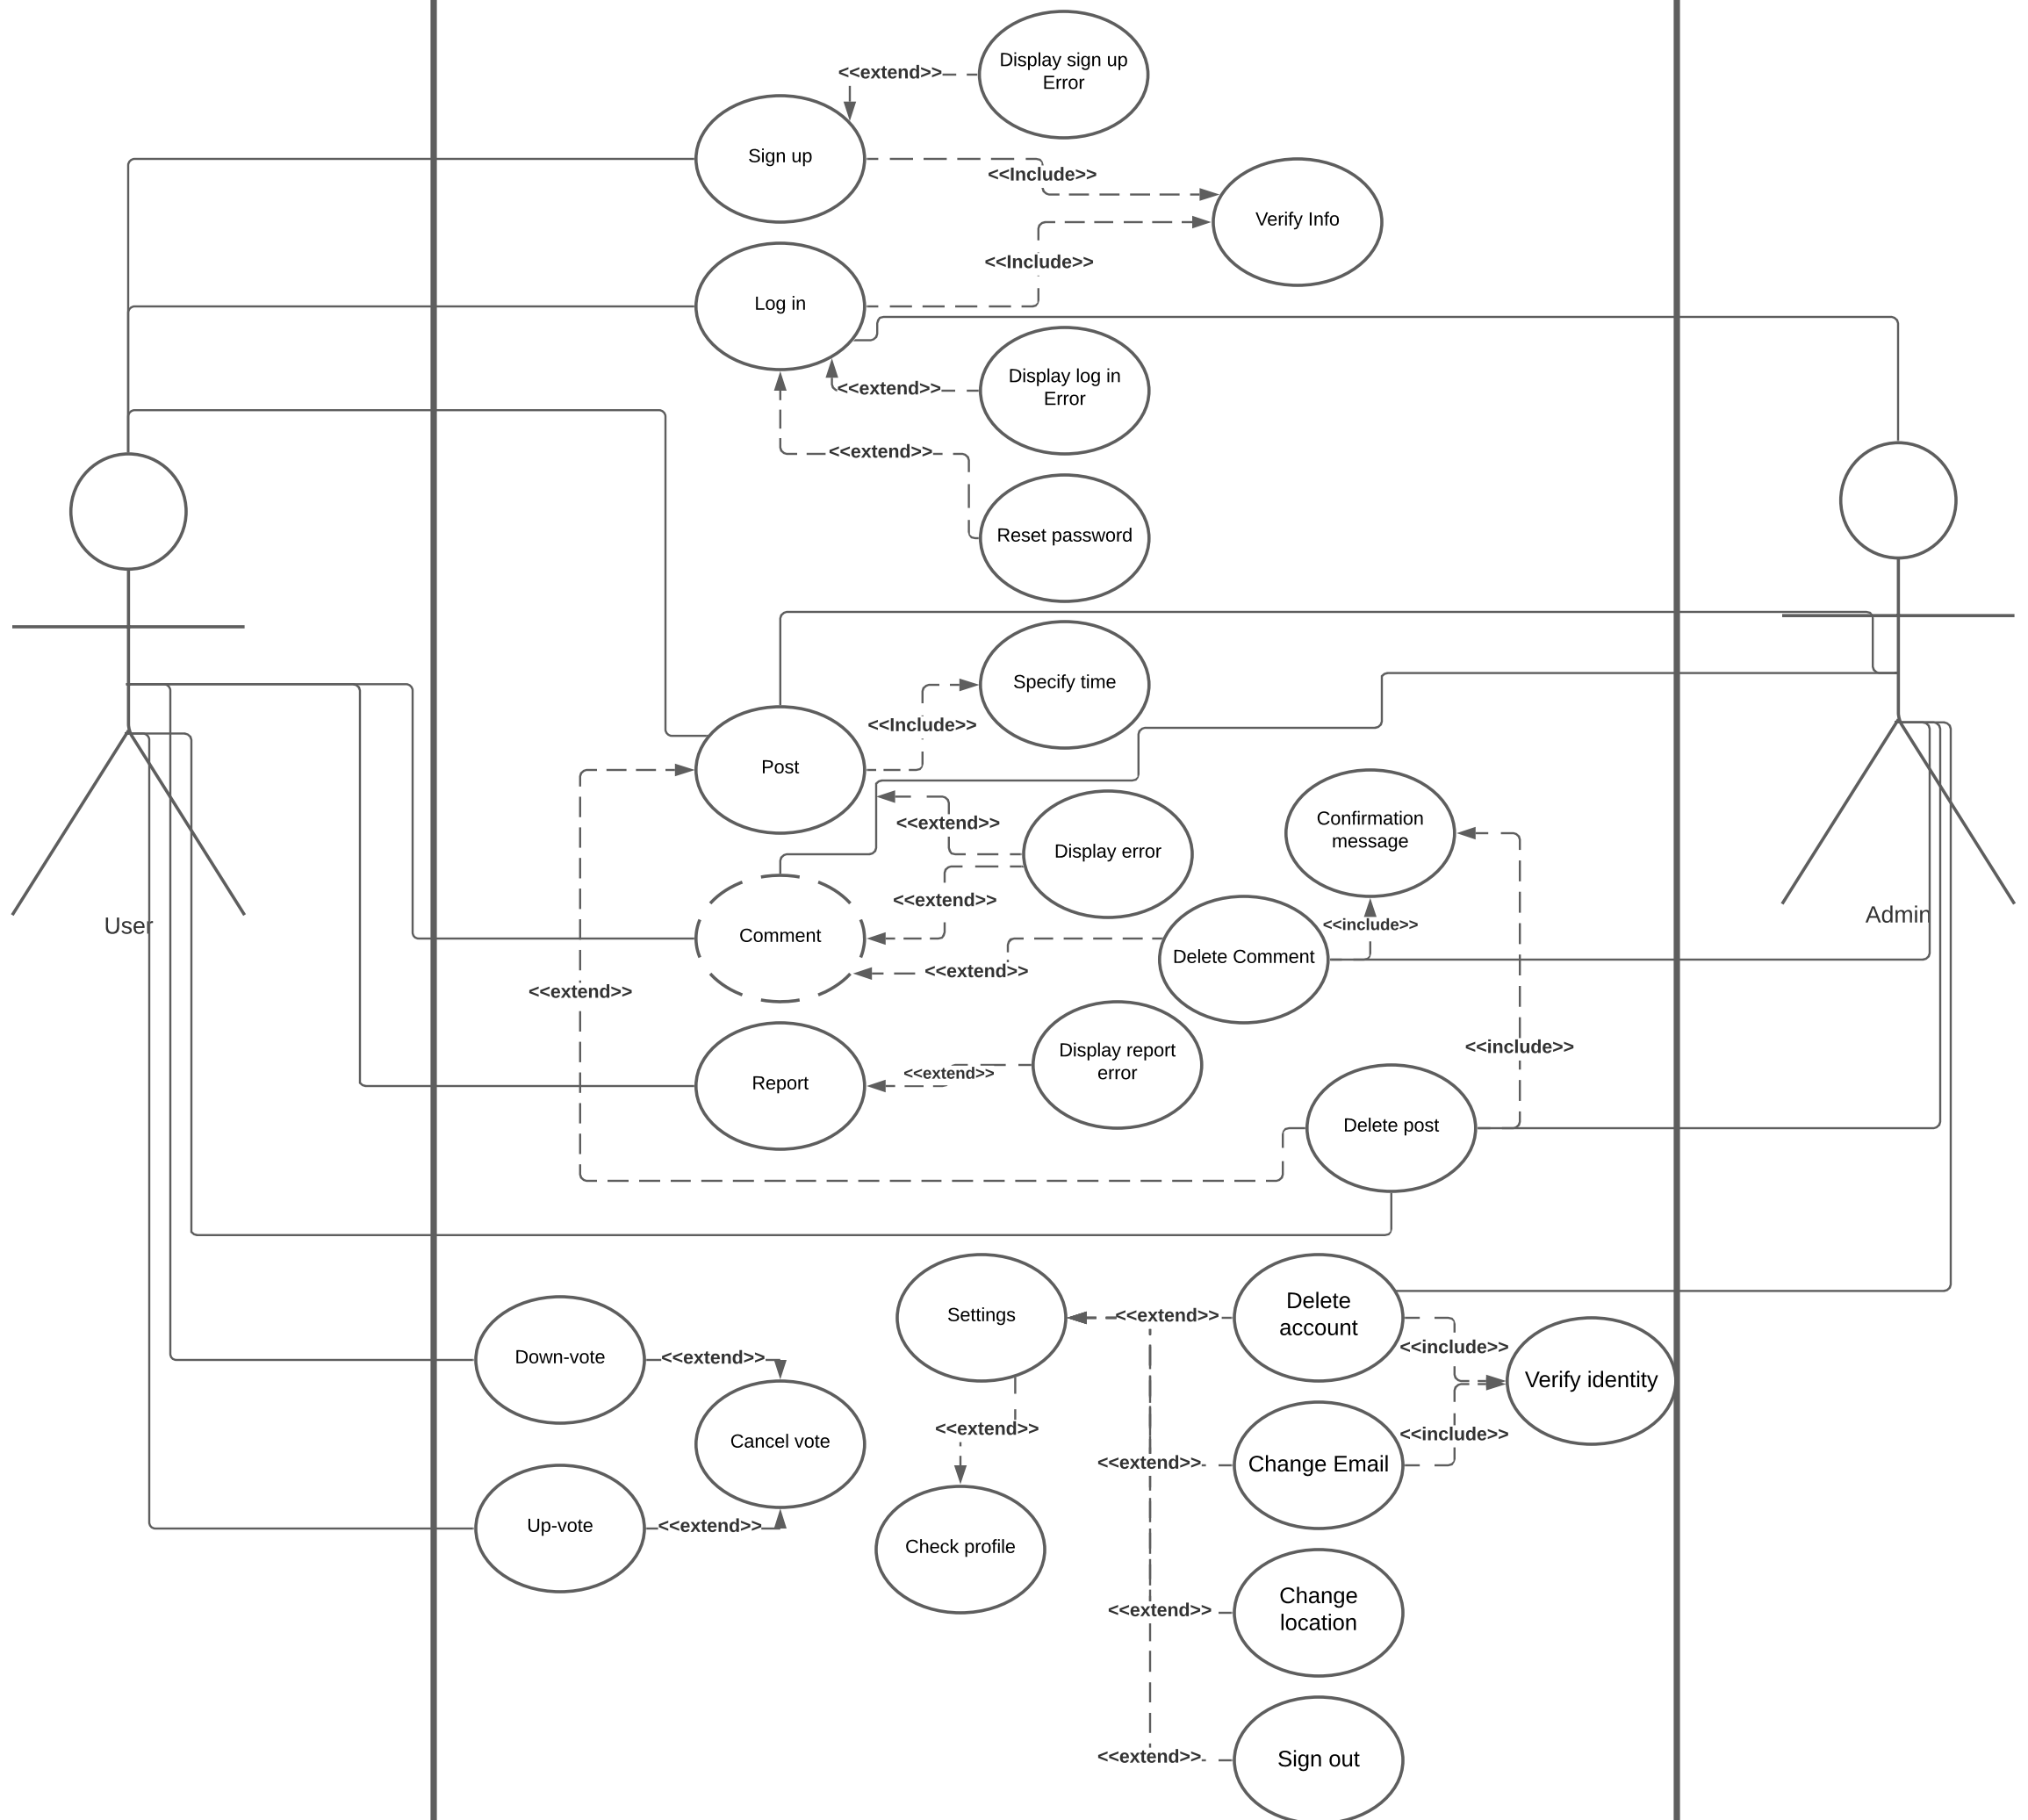 Display sign up
Error
<<extend>>
Sign up
<<Include>>
Verify Info
<<Include>>
Log in
Display log in
Error
<<extend>>
<<extend>>
Reset password
Specify time
<<Include>>
Post
Confirmation
message
<<extend>>
Display error
<<extend>>
User
Admin
<<include>>
Comment
Delete Comment
<<extend>>
<<extend>>
Display report
error
<<include>>
<<extend>>
Report
Delete post
Settings
<<extend>>
Delete
account
<<include>>
Down-vote
<<extend>>
Verify identity
<<extend>>
<<include>>
Cancel vote
<<extend>>
Change Email
Up-vote
<<extend>>
Check profile
<<extend>>
Change
location
<<extend>>
Sign out